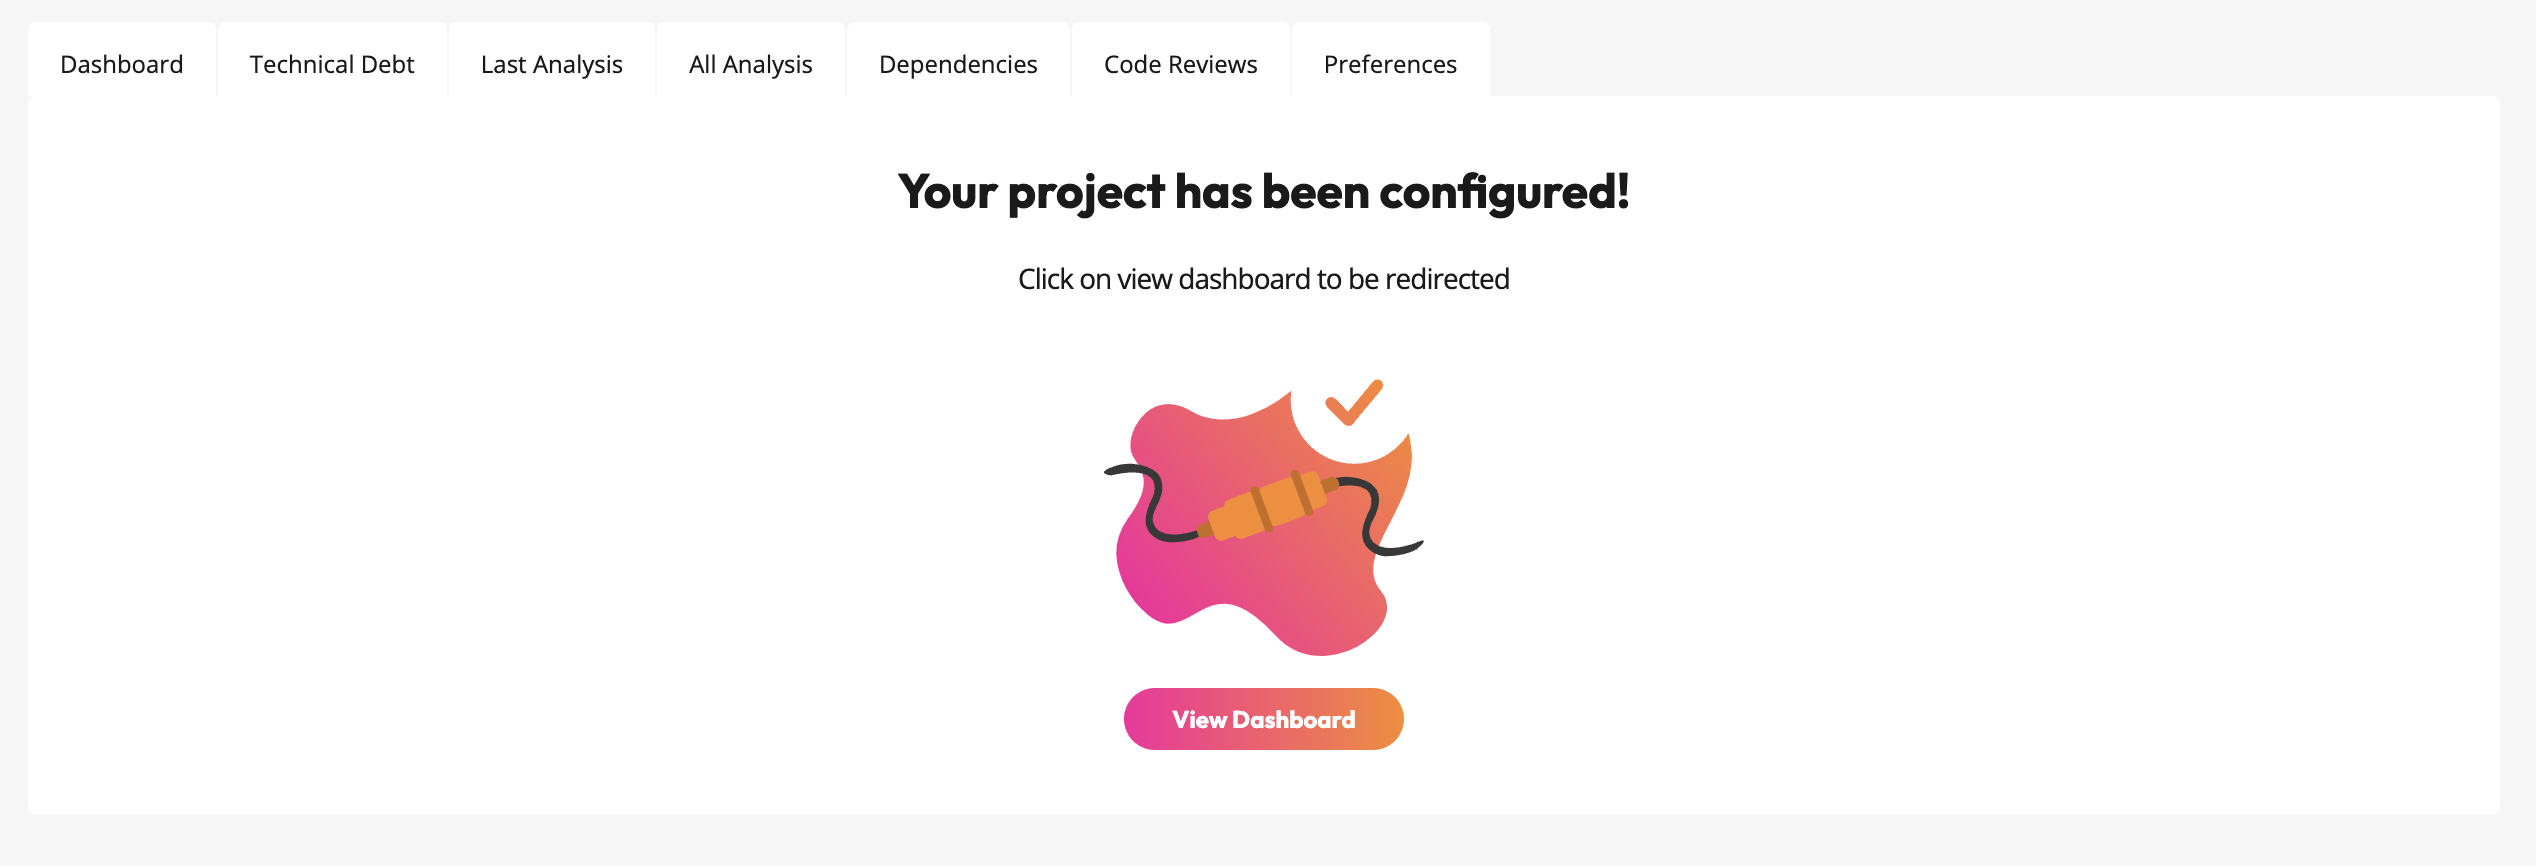 Dashboard Technical Debt Last Analysis All Analysis Dependencies Code Reviews Preferences
Your project has been configured!
Click on view dashboard to be redirected
View Dashboard